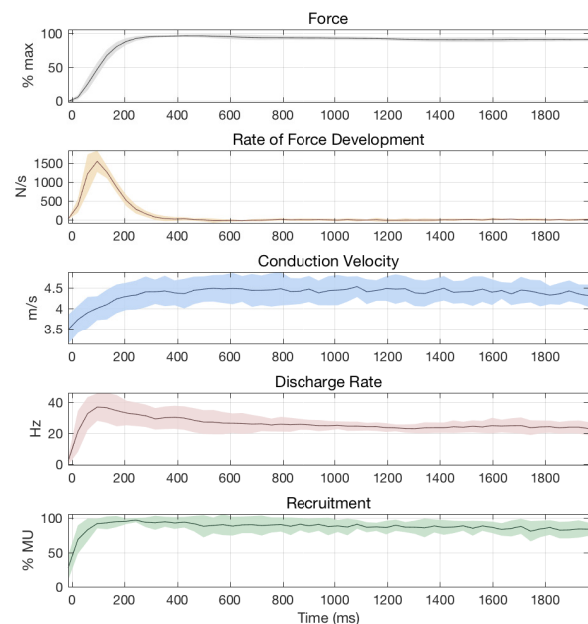 Force
100
50
0
% max
0 200 400 600 800 1000 1200 1400 1600 1800
Rate of Force Development
1500
1000
500
0
N/s
0 200 400 600 800 1000 1200 1400 1600 1800
Conduction Velocity
4.5
4
3.5
m/s
0 200 400 600 800 1000 1200 1400 1600 1800
Discharge Rate
40
20
0
Hz
0 200 400 600 800 1000 1200 1400 1600 1800
Recruitment
100
50
0
% MU
0 200 400 600 800 1000 1200 1400 1600 1800
Time (ms)